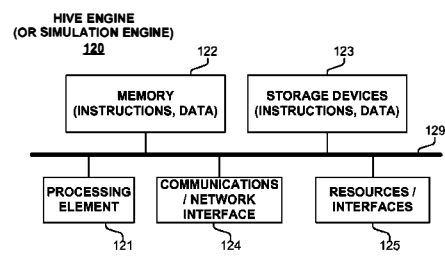 HIVE ENGINE
(OR SIMULATION ENGINE)
120
122
123
MEMORY
(INSTRUCTIONS, DATA)
STORAGE DEVICES
(INSTRUCTIONS, DATA)
129
PROCESSING
ELEMENT
COMMUNICATIONS
/ NETWORK
INTERFACE
RESOURCES /
INTERFACES
121
124
125